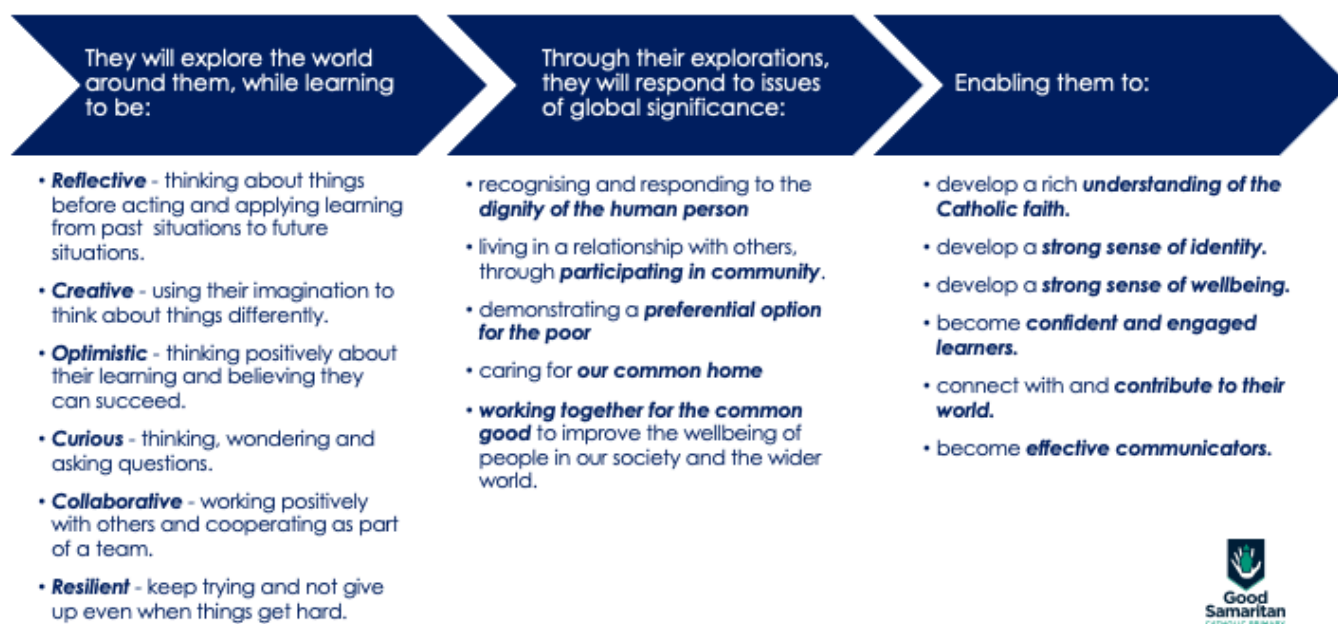 They will explore the world
around them, while learning
to be:
• Reflective - thinking about things
before acting and applying learning
from past situations to future
situations.
• Creative - using their imagination to
think about things differently.
• Optimistic - thinking positively about
their learning and believing they
can succeed.
• Curious - thinking, wondering and
asking questions.
• Collaborative - working positively
with others and cooperating as part
of a team.
• Resilient - keep trying and not give
up even when things get hard.
Through their explorations,
they will respond to issues
of global significance:
• recognising and responding to the
dignity of the human person
• living in a relationship with others,
through participating in community.
• demonstrating a preferential option
for the poor
• caring for our common home
• working together for the common
good to improve the wellbeing of
people in our society and the wider
world.
Enabling them to:
• develop a rich understanding of the
Catholic faith.
• develop a strong sense of identity.
• develop a strong sense of wellbeing.
• become confident and engaged
learners.
• connect with and contribute to their
world.
• become effective communicators.
Good
Samaritan
CATHOLIC PRIMARY